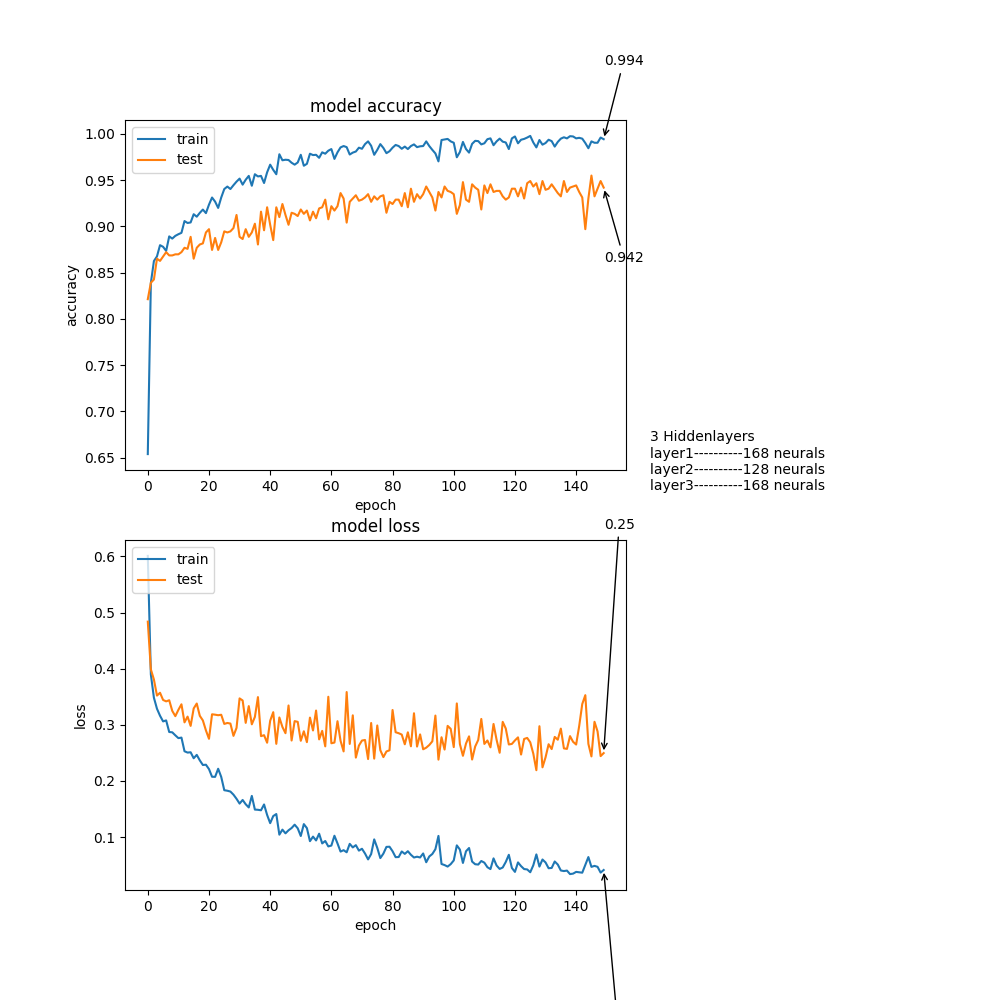 0.994
model accuracy
train
test
1.00
0.95
0.90
0.85
0.80
0.75
0.70
0.65
accuracy
0.942
0 20 40 60 80 100 120 140
epoch
3 Hiddenlayers
layer1----------168 neurals
layer2----------128 neurals
layer3----------168 neurals
model loss
0.25
train
test
0.6
0.5
0.4
0.3
0.2
0.1
loss
0 20 40 60 80 100 120 140
epoch